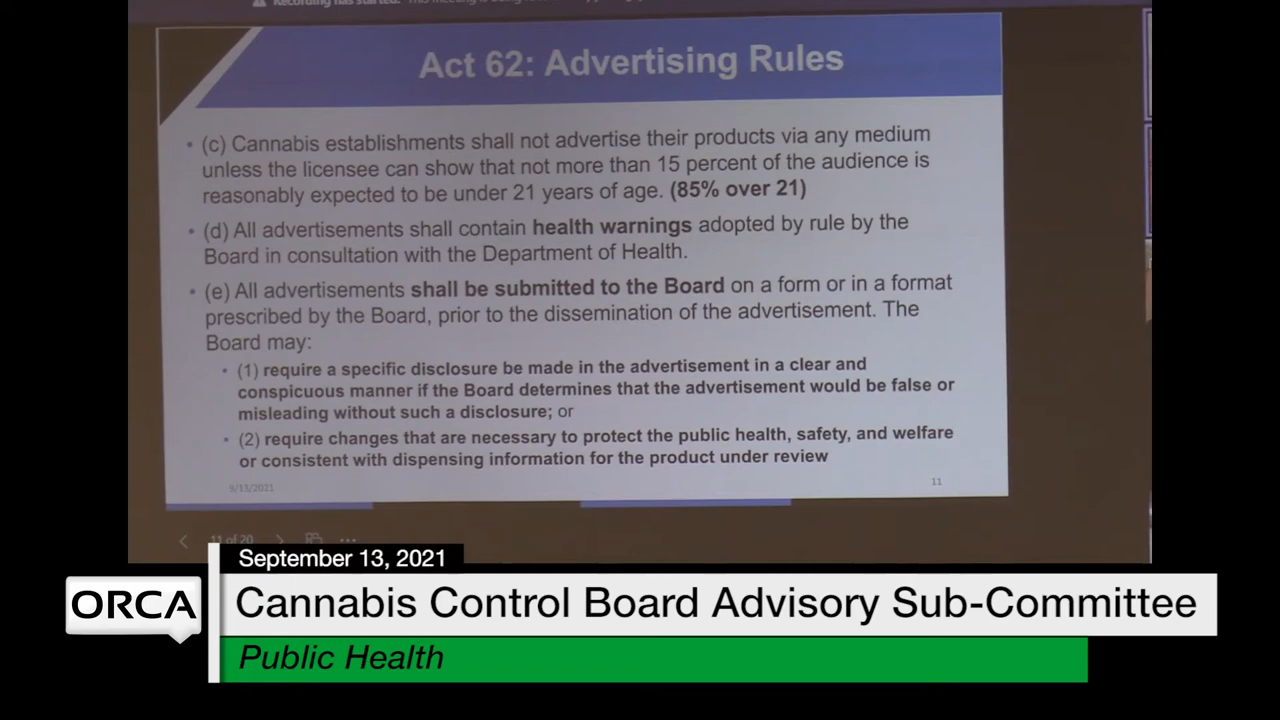 Recording has started.
Act 62: Advertising Rules
• (c) Cannabis establishments shall not advertise their products via any medium
unless the licensee can show that not more than 15 percent of the audience is
reasonably expected to be under 21 years of age. (85% over 21)
• (d) All advertisements shall contain health warnings adopted by rule by the
Board in consultation with the Department of Health.
• (e) All advertisements shall be submitted to the Board on a form or in a format
prescribed by the Board, prior to the dissemination of the advertisement. The
Board may:
• (1) require a specific disclosure be made in the advertisement in a clear and
conspicuous manner if the Board determines that the advertisement would be false or
misleading without such a disclosure; or
• (2) require changes that are necessary to protect the public health, safety, and welfare
or consistent with dispensing information for the product under review
9/13/2021
11
11 of 20
September 13, 2021
ORCA
Cannabis Control Board Advisory Sub-Committee
Public Health